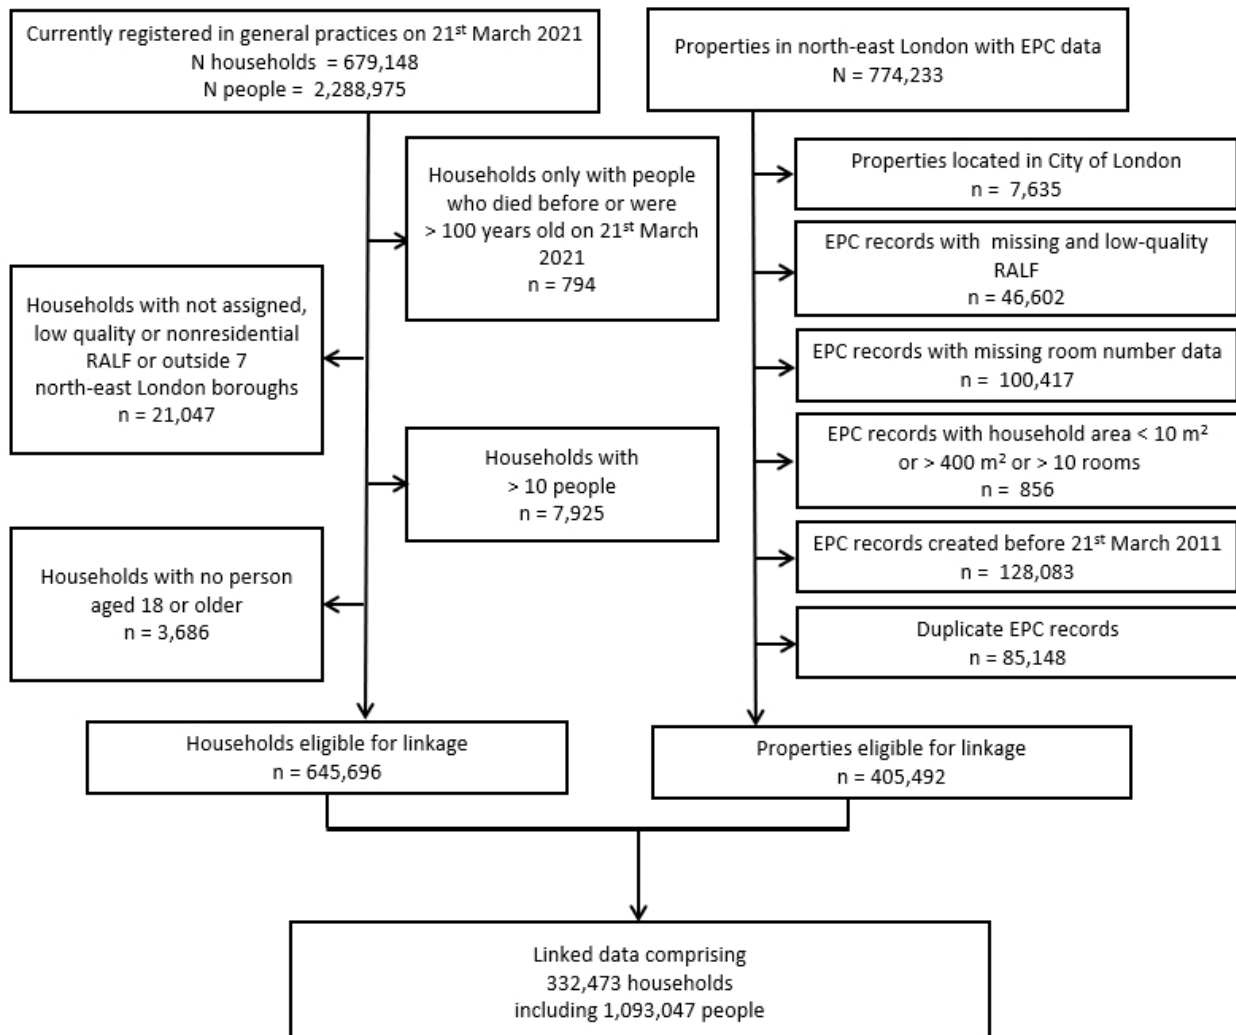 Currently registered in general practices on 21st March 2021
N households = 679,148
N people = 2,288,975
Properties in north-east London with EPC data
N = 774,233
Households only with people
who died before or were
> 100 years old on 21st March
2021
n = 794
Households with not assigned,
low quality or nonresidential
RALF or outside 7
north-east London boroughs
n = 21,047
Households with
> 10 people
n = 7,925
Households with no person
aged 18 or older
n = 3,686
Properties located in City of London
n = 7,635
EPC records with missing and low-quality
RALF
n = 46,602
EPC records with missing room number data
n = 100,417
EPC records with household area < 10 m²
or > 400 m² or > 10 rooms
n = 856
EPC records created before 21st March 2011
n = 128,083
Duplicate EPC records
n = 85,148
Households eligible for linkage
n = 645,696
Properties eligible for linkage
n = 405,492
Linked data comprising
332,473 households
including 1,093,047 people